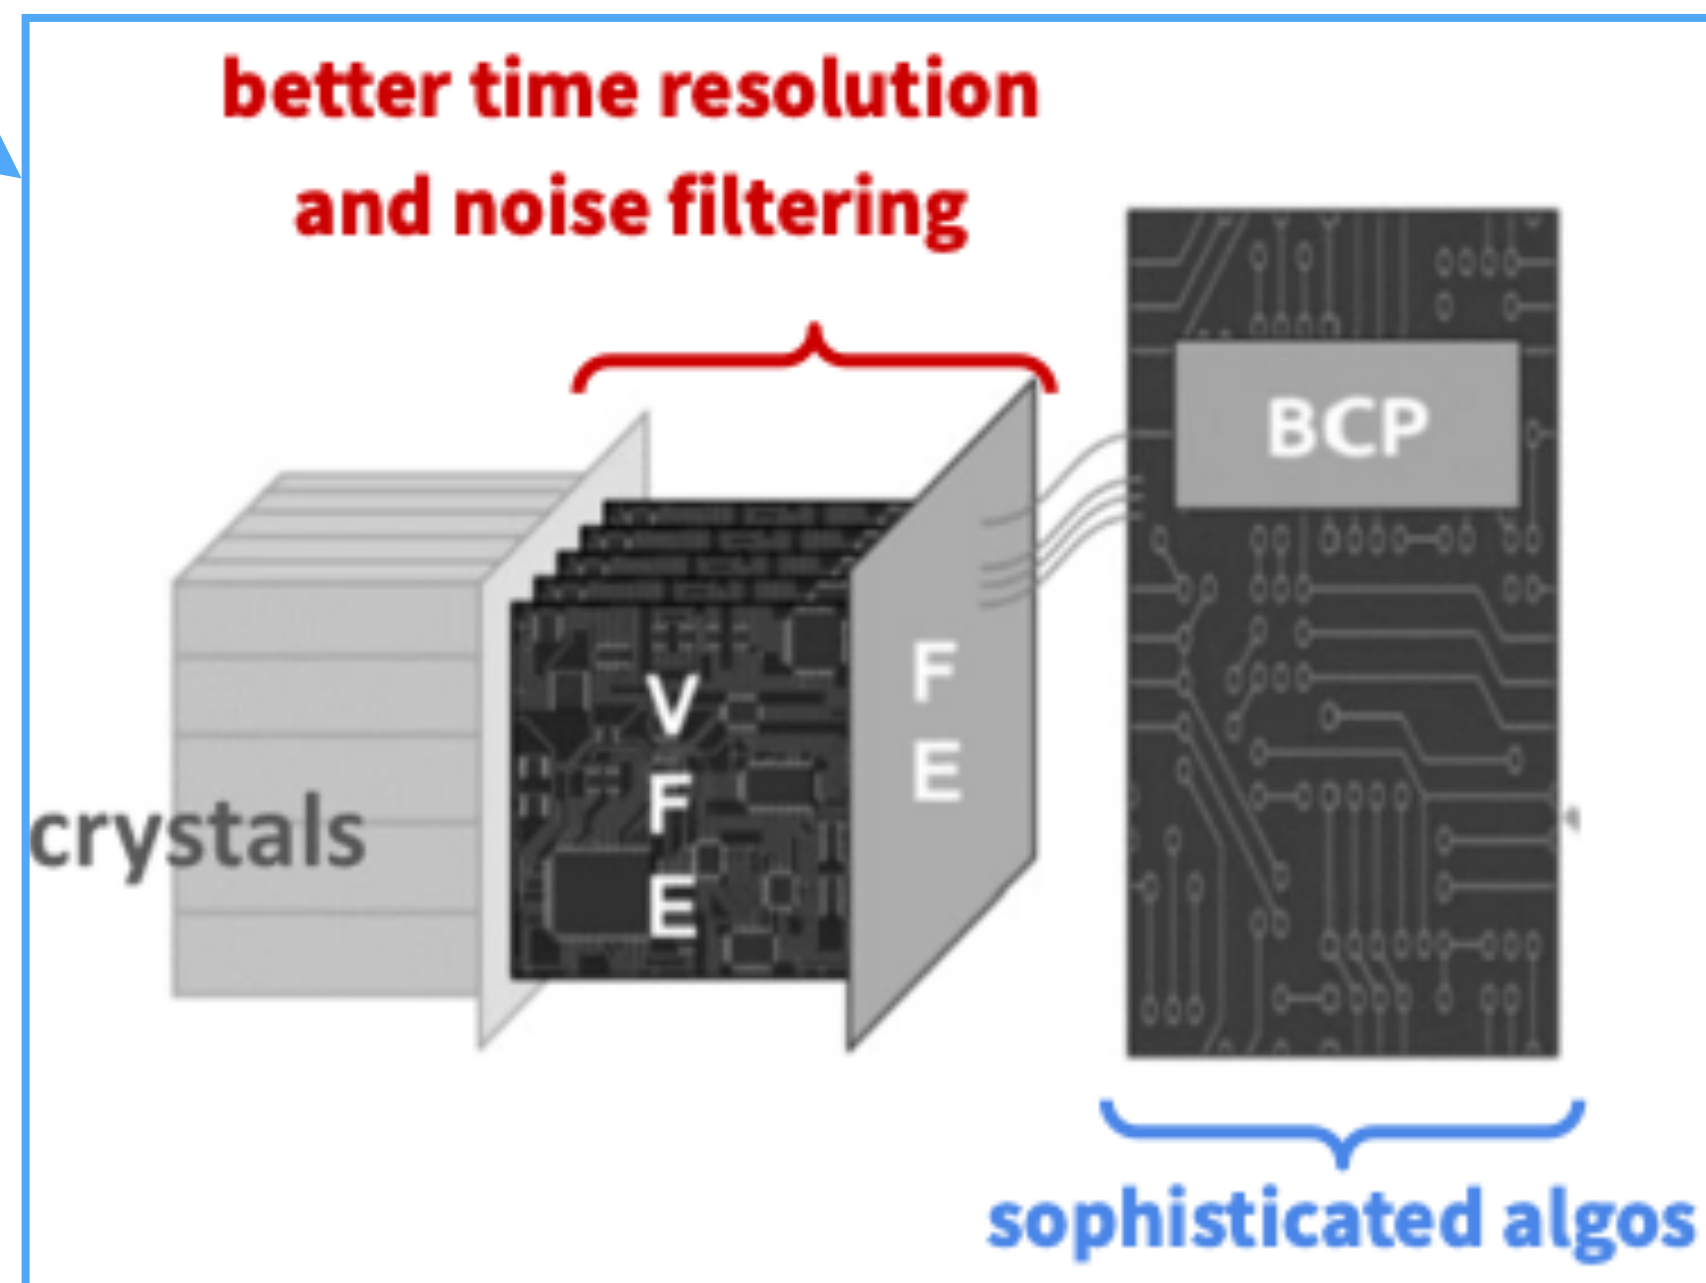 better time resolution
and noise filtering
BCP
V
F
E
F
E
crystals
sophisticated algos